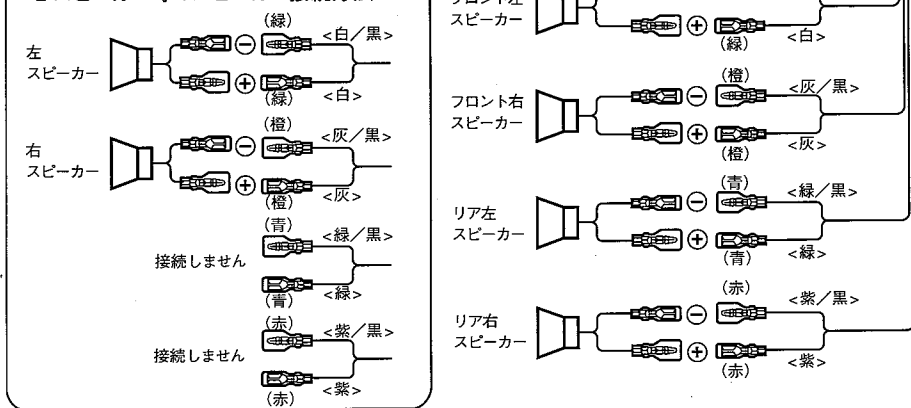 (緑)
<白／黒>
左
スピーカー
⊖
⊕
(緑)
<白>
(橙)
<灰／黒>
右
スピーカー
⊖
⊕
(橙)
<灰>
(青)
<緑／黒>
接続しません
(青)
<緑>
(赤)
<紫／黒>
接続しません
(赤)
<紫>
スピーカー
⊕
(緑)
<白>
(橙)
<灰／黒>
フロント右
スピーカー
⊖
⊕
(橙)
<灰>
(青)
<緑／黒>
リア左
スピーカー
⊖
⊕
(青)
<緑>
(赤)
<紫／黒>
リア右
スピーカー
⊖
⊕
(赤)
<紫>